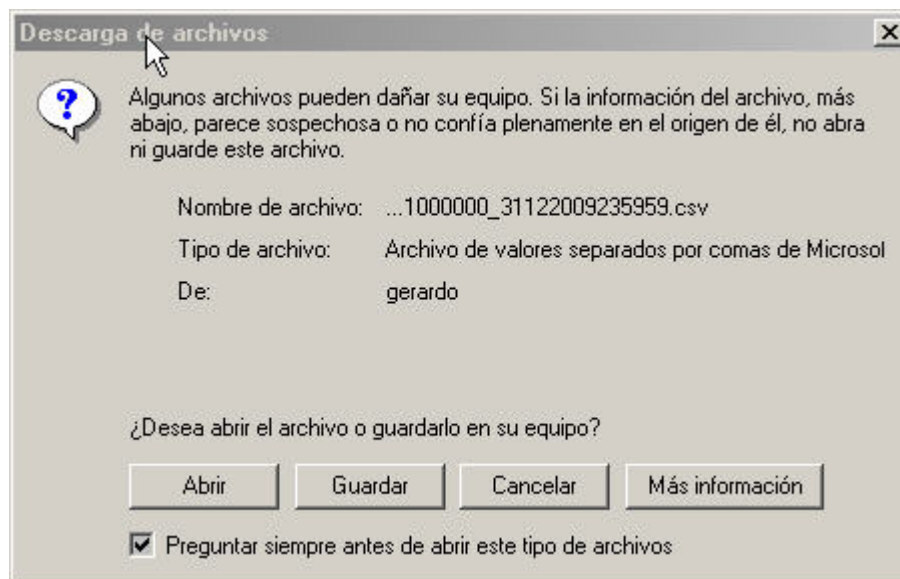 Descarga de archivos
Algunos archivos pueden dañar su equipo. Si la información del archivo, más
abajo, parece sospechosa o no confía plenamente en el origen de él, no abra
ni guarde este archivo.
Nombre de archivo: ...1000000_31122009235959.csv
Tipo de archivo: Archivo de valores separados por comas de Microsol
De: gerardo
¿Desea abrir el archivo o guardarlo en su equipo?
Abrir Guardar Cancelar Más información
Preguntar siempre antes de abrir este tipo de archivos